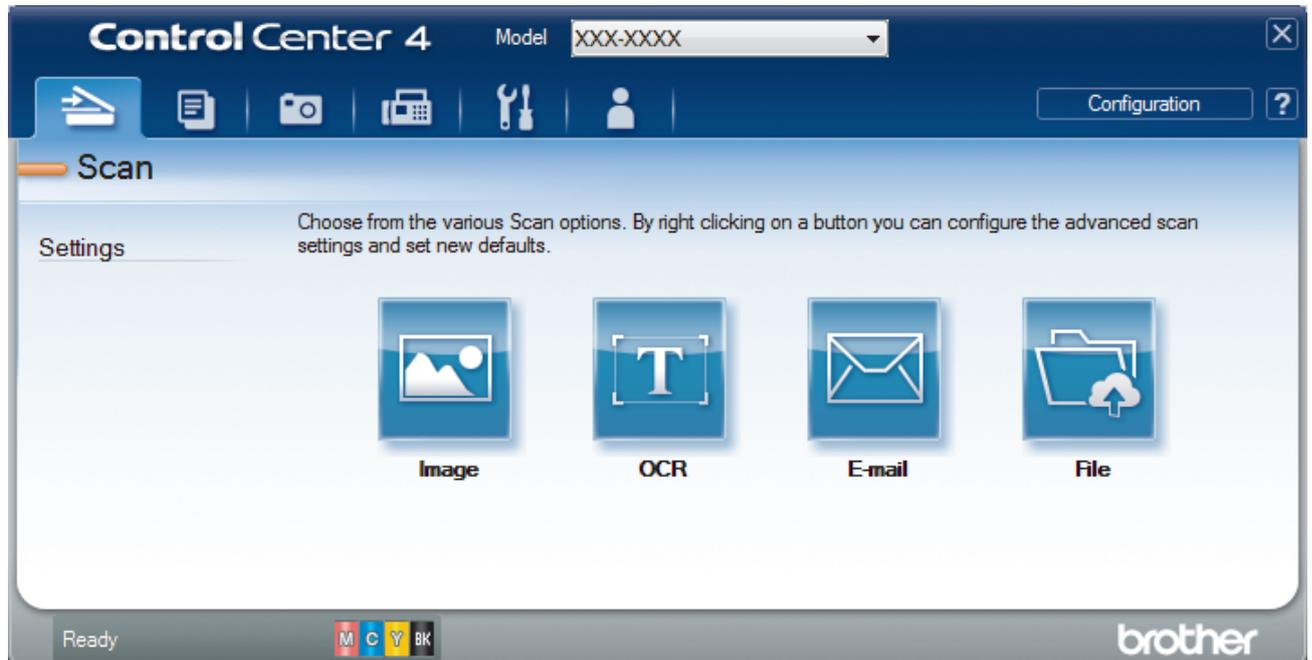 Control Center 4 Model XXX-XXXX
Configuration ?
Scan
Settings
Choose from the various Scan options. By right clicking on a button you can configure the advanced scan
settings and set new defaults.
T
Image OCR E-mail File
Ready M C Y BK brother